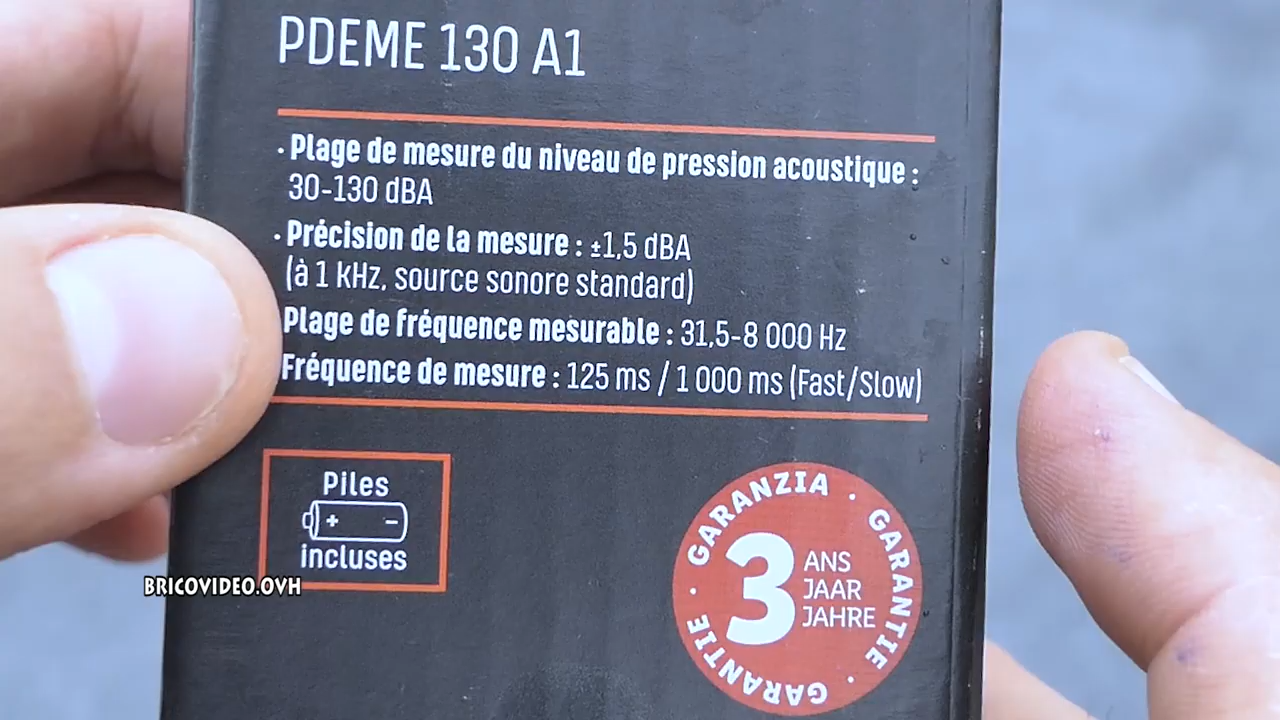 PDEME 130 A1
· Plage de mesure du niveau de pression acoustique :
30-130 dBA
· Précision de la mesure : ±1,5 dBA
(à 1 kHz, source sonore standard)
Plage de fréquence mesurable : 31,5-8 000 Hz
Fréquence de mesure : 125 ms / 1 000 ms (Fast/Slow)
Piles
+ −
incluses
BRICOVIDEO.OVH
GARANZIA · GARANTIE · GARANTIE ·
3
ANS
JAAR
JAHRE